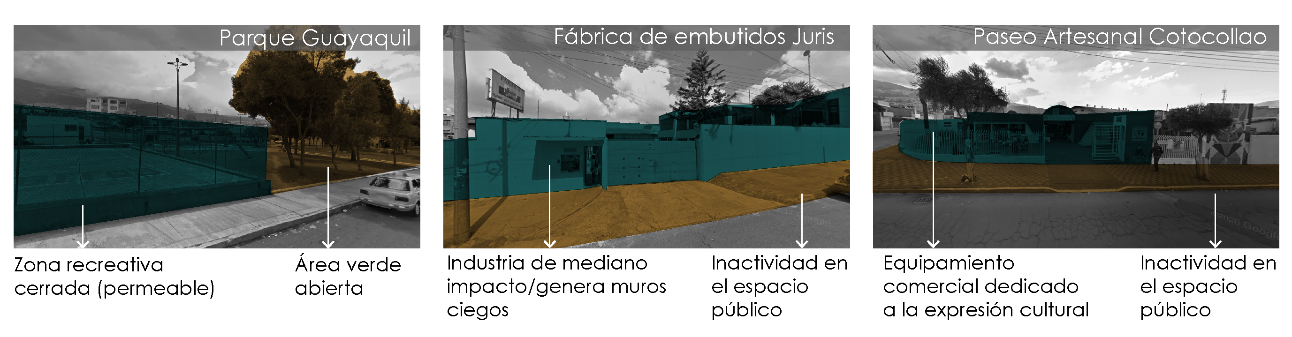 Parque Guayaquil
Zona recreativa
cerrada (permeable)
Área verde
abierta
Fábrica de embutidos Juris
Industria de mediano
impacto/genera muros
ciegos
Inactividad en
el espacio
público
Paseo Artesanal Cotocollao
Equipamiento
comercial dedicado
a la expresión cultural
Inactividad en
el espacio
público